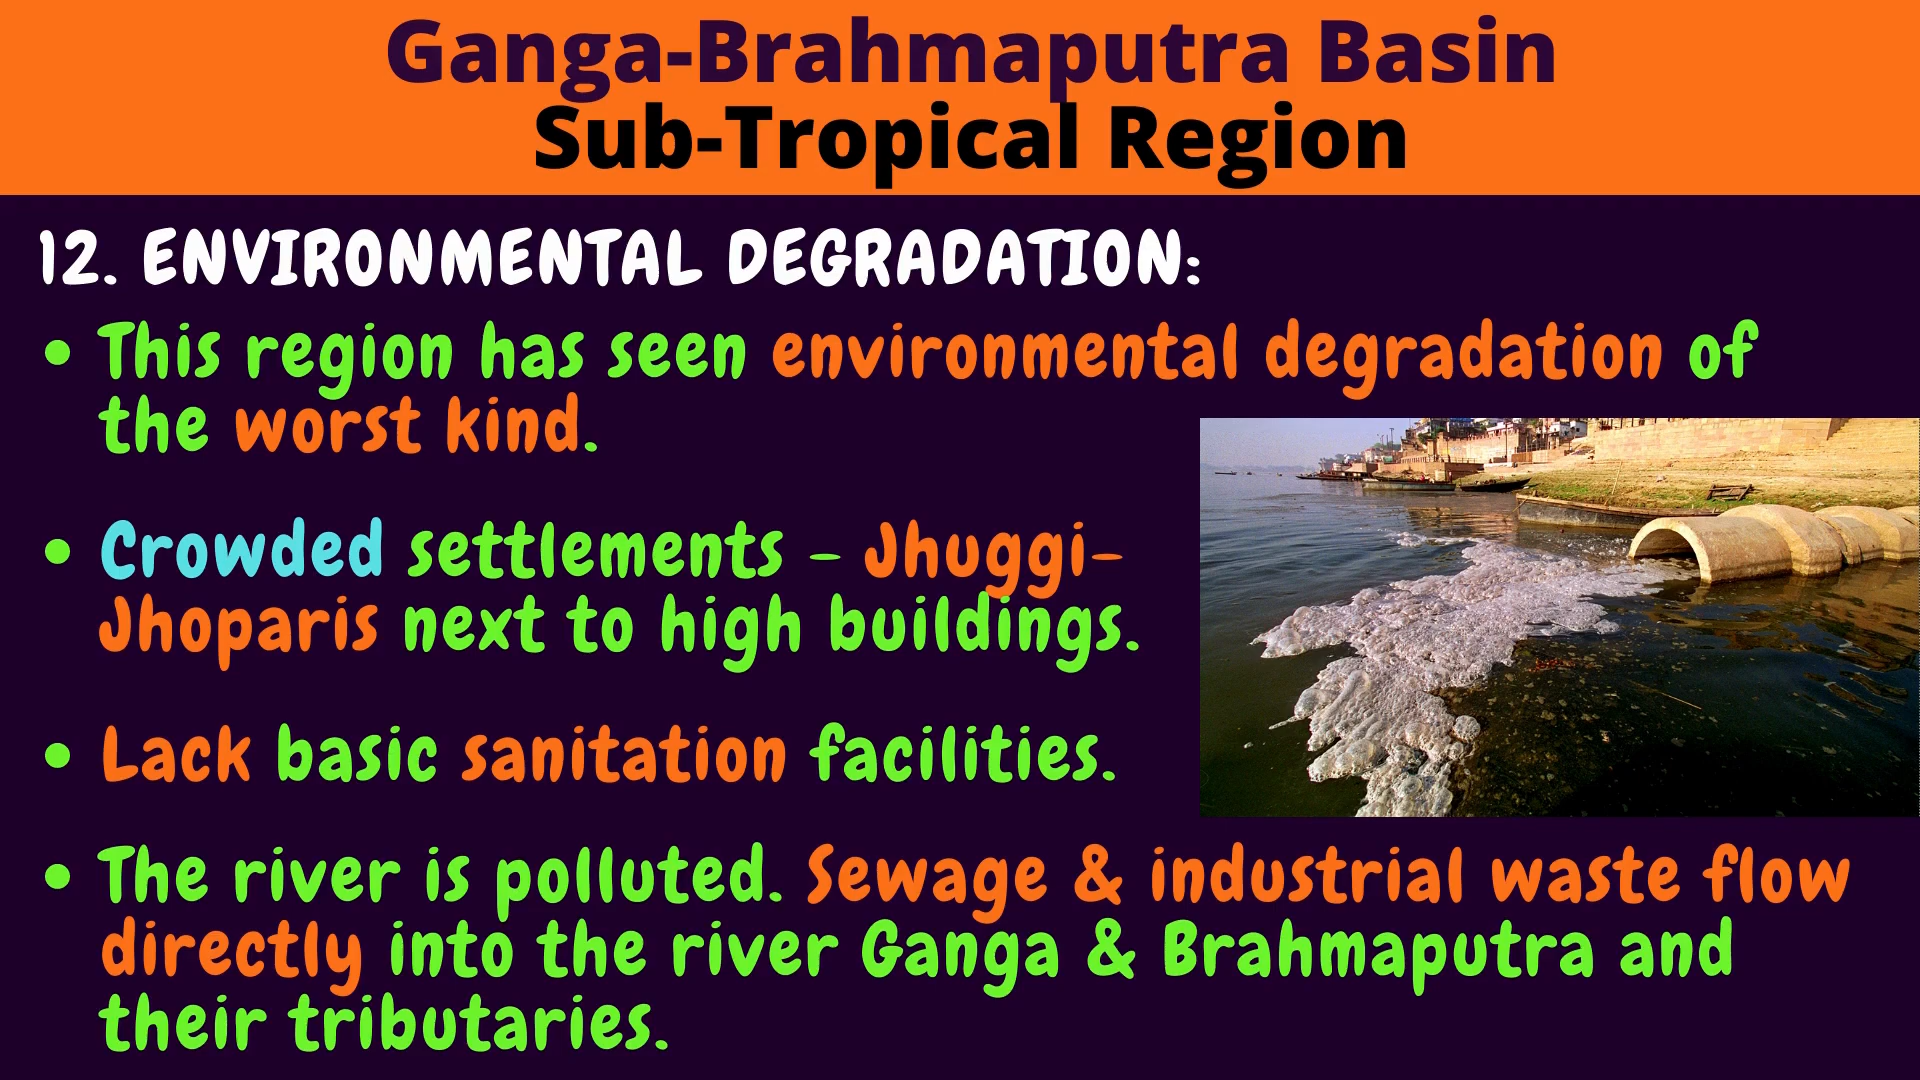 Ganga-Brahmaputra Basin
Sub-Tropical Region
12. ENVIRONMENTAL DEGRADATION:
• This region has seen environmental degradation of
the worst kind.
• Crowded settlements – Jhuggi-
Jhoparis next to high buildings.
• Lack basic sanitation facilities.
• The river is polluted. Sewage & industrial waste flow
directly into the river Ganga & Brahmaputra and
their tributaries.